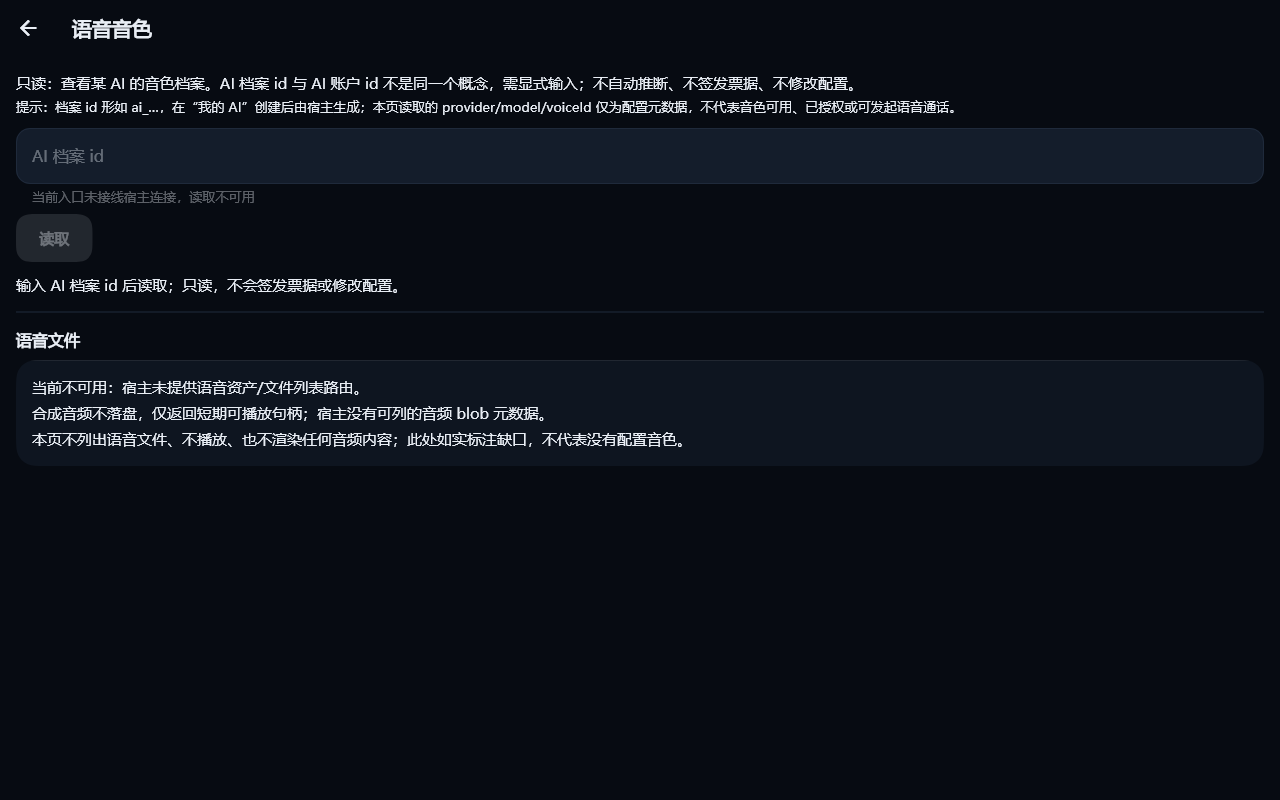 语音音色
只读：查看某 AI 的音色档案。AI 档案 id 与 AI 账户 id 不是同一个概念，需显式输入；不自动推断、不签发票据、不修改配置。
提示：档案 id 形如 ai_…，在“我的 AI”创建后由宿主生成；本页读取的 provider/model/voiceId 仅为配置元数据，不代表音色可用、已授权或可发起语音通话。
AI 档案 id
当前入口未接线宿主连接，读取不可用
读取
输入 AI 档案 id 后读取；只读，不会签发票据或修改配置。
语音文件
当前不可用：宿主未提供语音资产/文件列表路由。
合成音频不落盘，仅返回短期可播放句柄；宿主没有可列的音频 blob 元数据。
本页不列出语音文件、不播放、也不渲染任何音频内容；此处如实标注缺口，不代表没有配置音色。